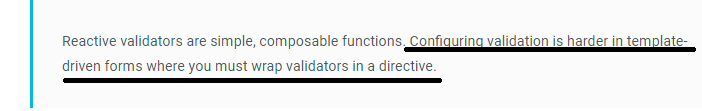 Reactive validators are simple, composable functions. Configuring validation is harder in template-
driven forms where you must wrap validators in a directive.